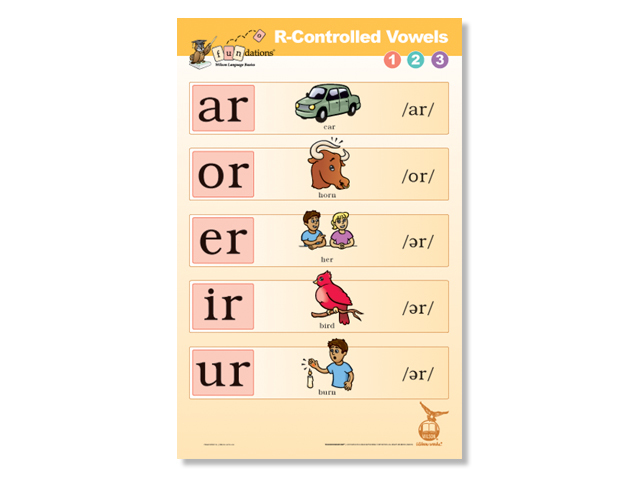 R-Controlled Vowels
fundations®
Wilson Language Basics
1 2 3
ar car /ar/
or horn /or/
er her /ər/
ir bird /ər/
ur burn /ər/